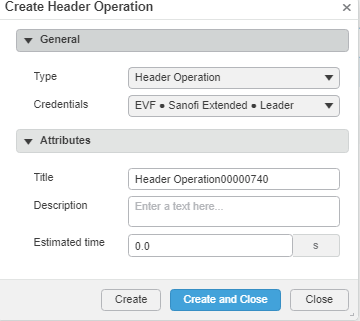 Create Header Operation
General
Type Header Operation
Credentials EVF ● Sanofi Extended ● Leader
Attributes
Title Header Operation00000740
Description Enter a text here...
Estimated time 0.0 s
Create Create and Close Close